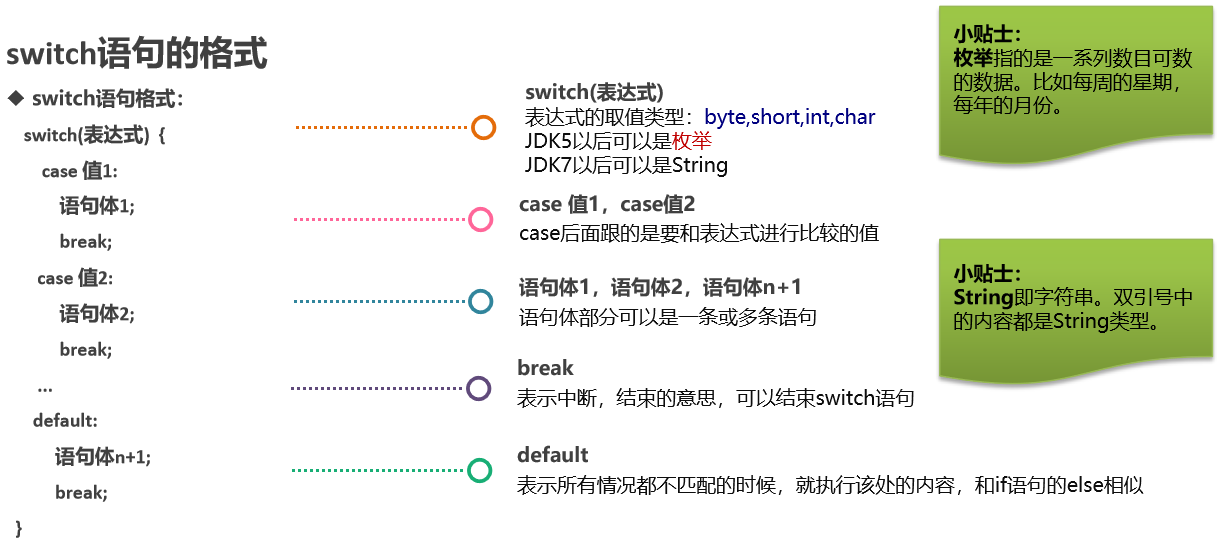 switch语句的格式
◆ switch语句格式：
switch(表达式) {
case 值1:
语句体1;
break;
case 值2:
语句体2;
break;
…
default:
语句体n+1;
break;
}
switch(表达式)
表达式的取值类型：byte,short,int,char
JDK5以后可以是枚举
JDK7以后可以是String
case 值1，case值2
case后面跟的是要和表达式进行比较的值
语句体1，语句体2，语句体n+1
语句体部分可以是一条或多条语句
break
表示中断，结束的意思，可以结束switch语句
default
表示所有情况都不匹配的时候，就执行该处的内容，和if语句的else相似
小贴士：
枚举指的是一系列数目可数
的数据。比如每周的星期，
每年的月份。
小贴士：
String即字符串。双引号中
的内容都是String类型。